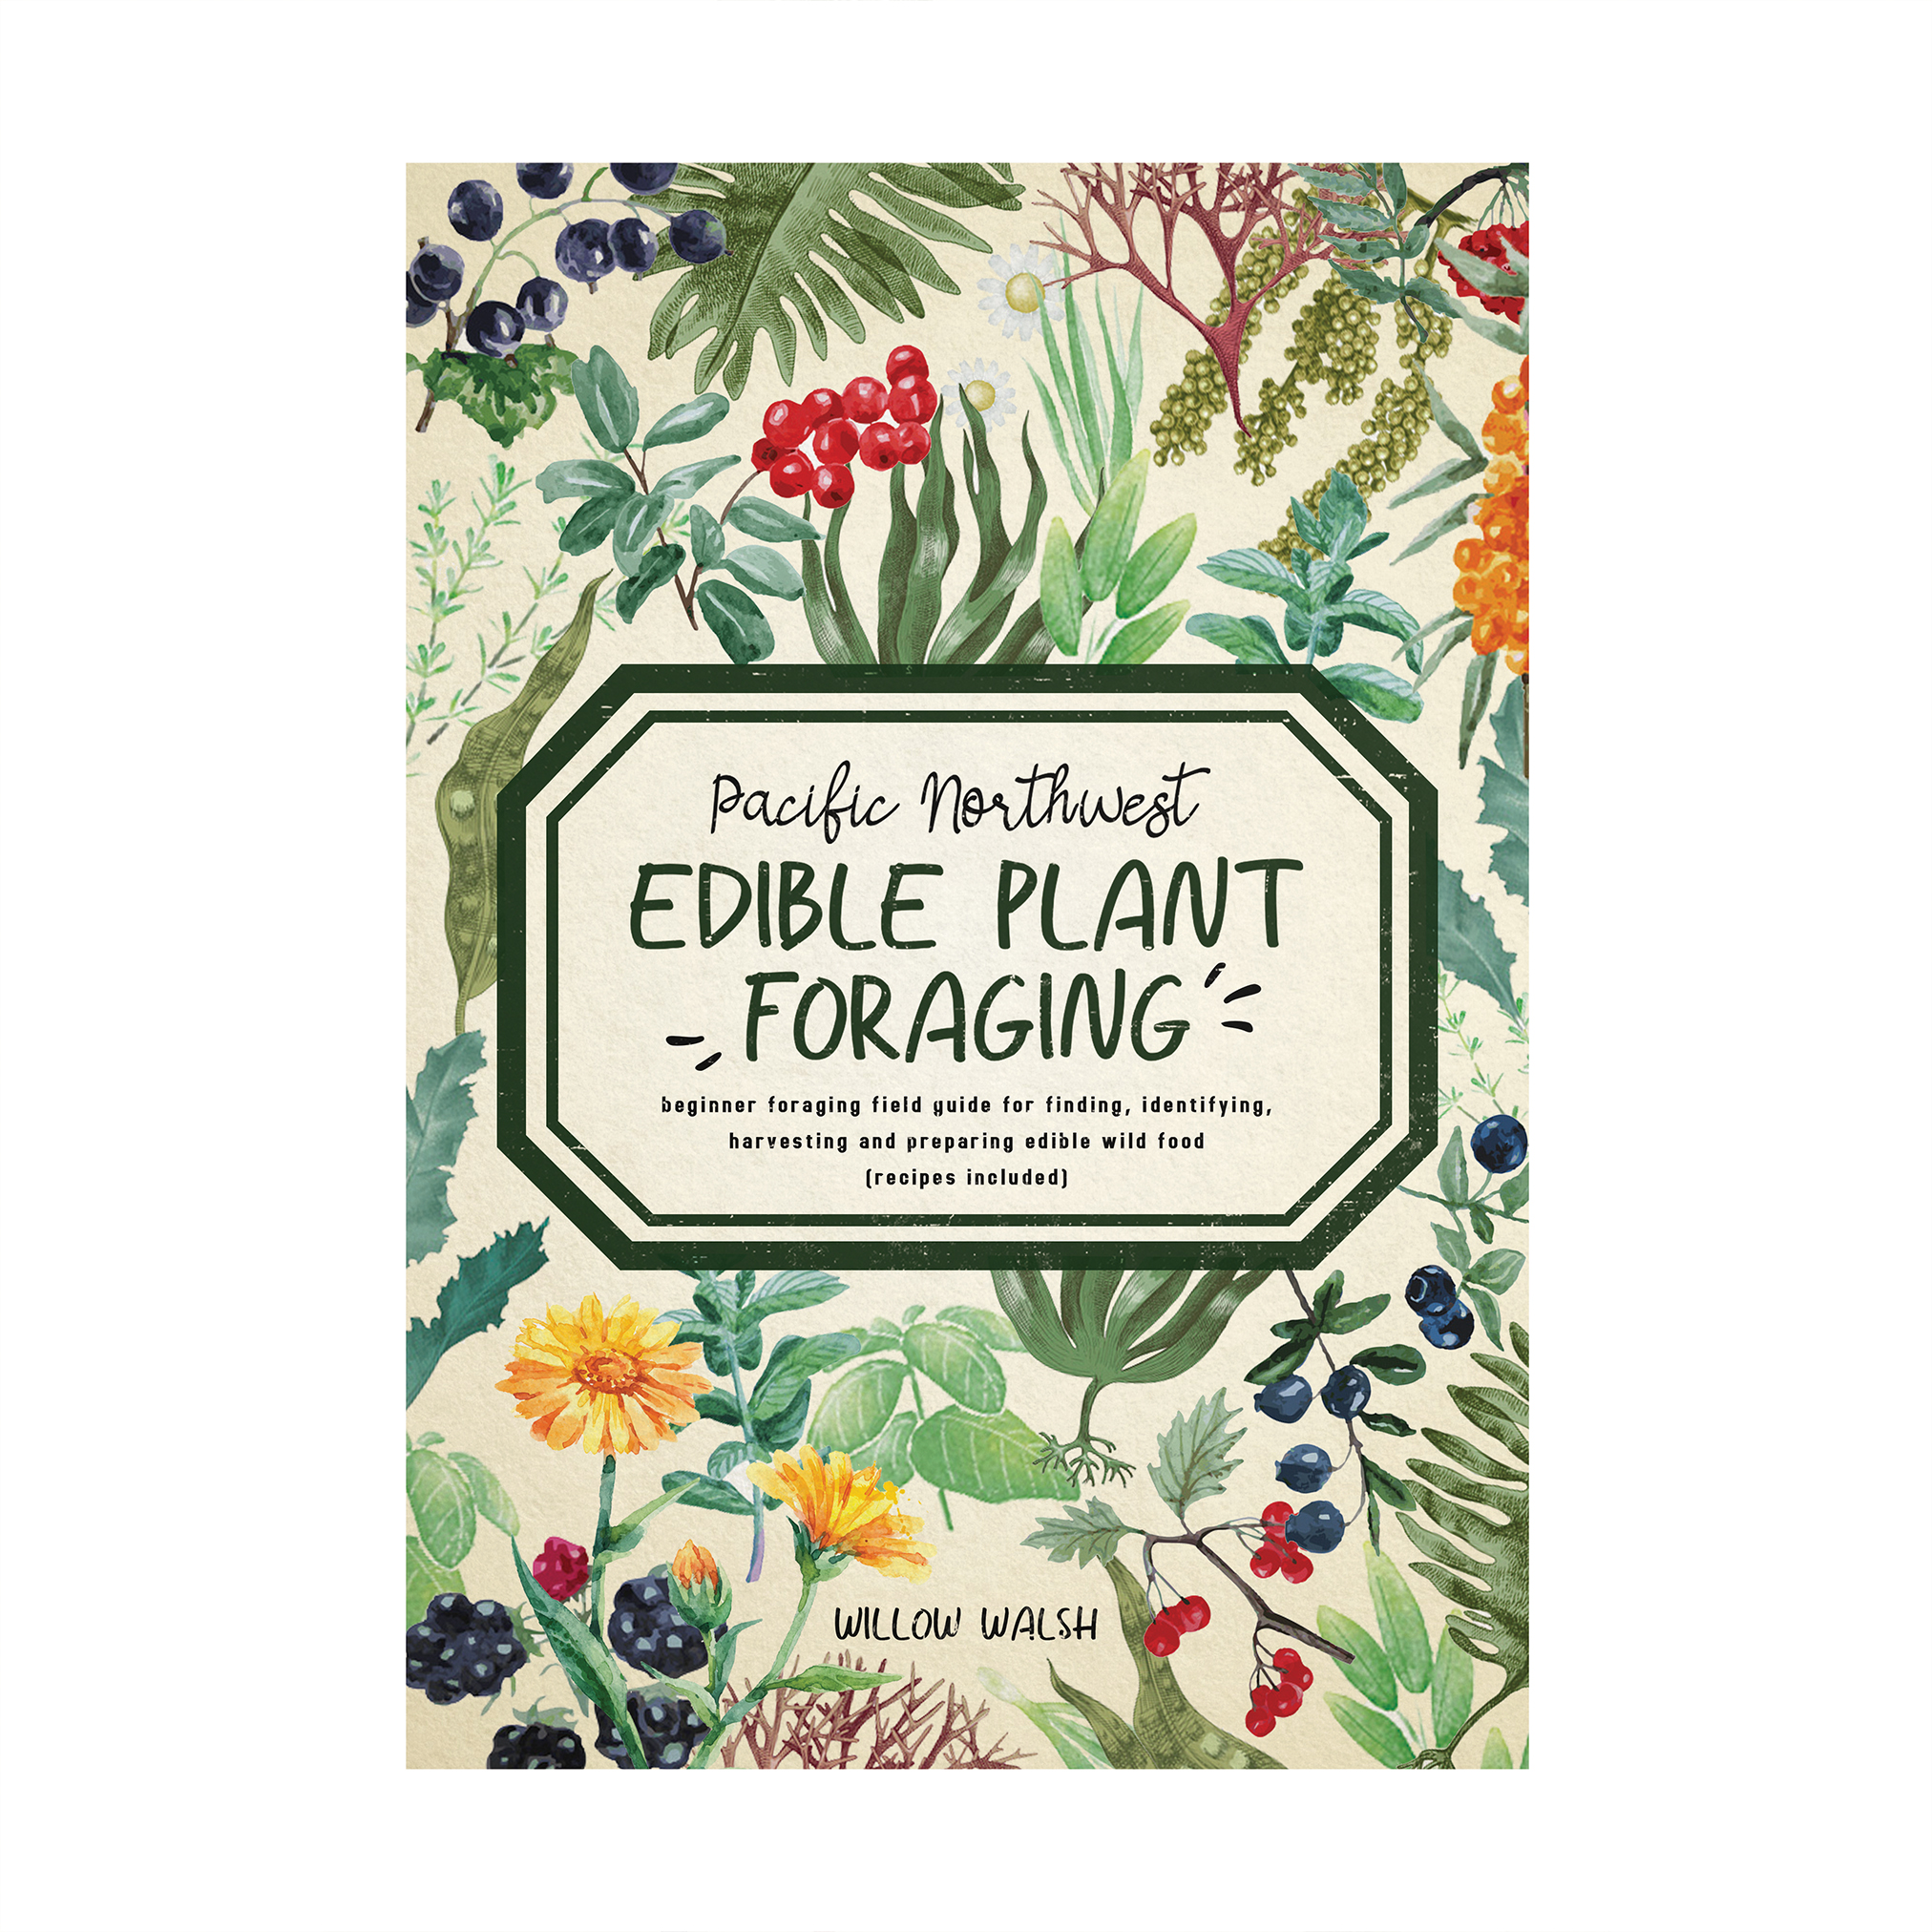 Pacific Northwest
EDIBLE PLANT
FORAGING
beginner foraging field guide for finding, identifying,
harvesting and preparing edible wild food
(recipes included)
WILLOW WALSH